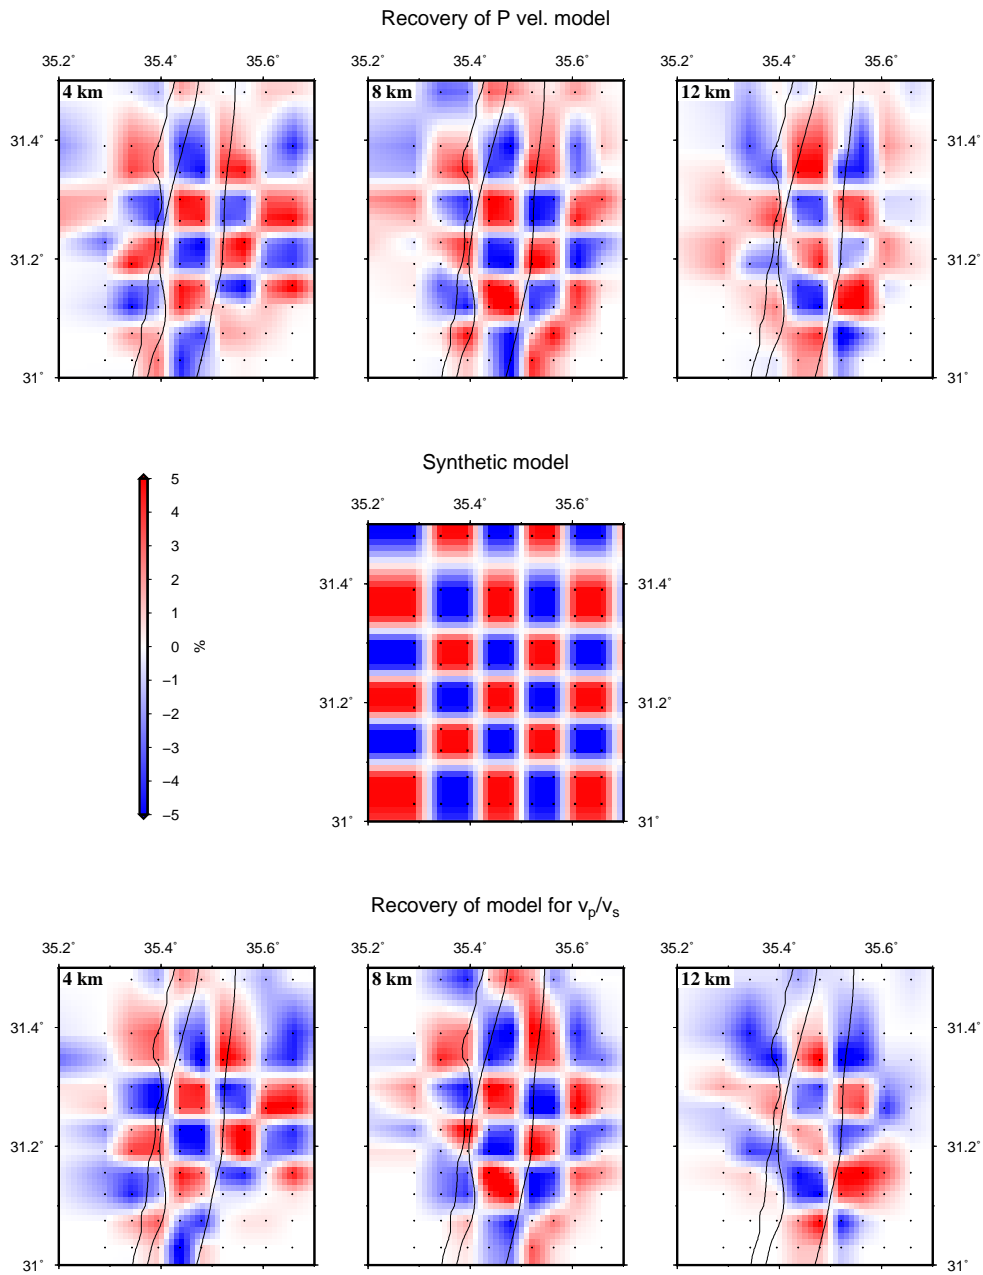 Recovery of P vel. model
35.2˚ 35.4˚ 35.6˚ 35.2˚ 35.4˚ 35.6˚ 35.2˚ 35.4˚ 35.6˚
4 km 8 km 12 km
31.4˚ 31.4˚
31.2˚ 31.2˚
31˚ 31˚
Synthetic model
35.2˚ 35.4˚ 35.6˚
31.4˚ 31.4˚
31.2˚ 31.2˚
31˚ 31˚
5
4
3
2
1
0
−1
−2
−3
−4
−5
%
Recovery of model for vp/vs
35.2˚ 35.4˚ 35.6˚ 35.2˚ 35.4˚ 35.6˚ 35.2˚ 35.4˚ 35.6˚
4 km 8 km 12 km
31.4˚ 31.4˚
31.2˚ 31.2˚
31˚ 31˚